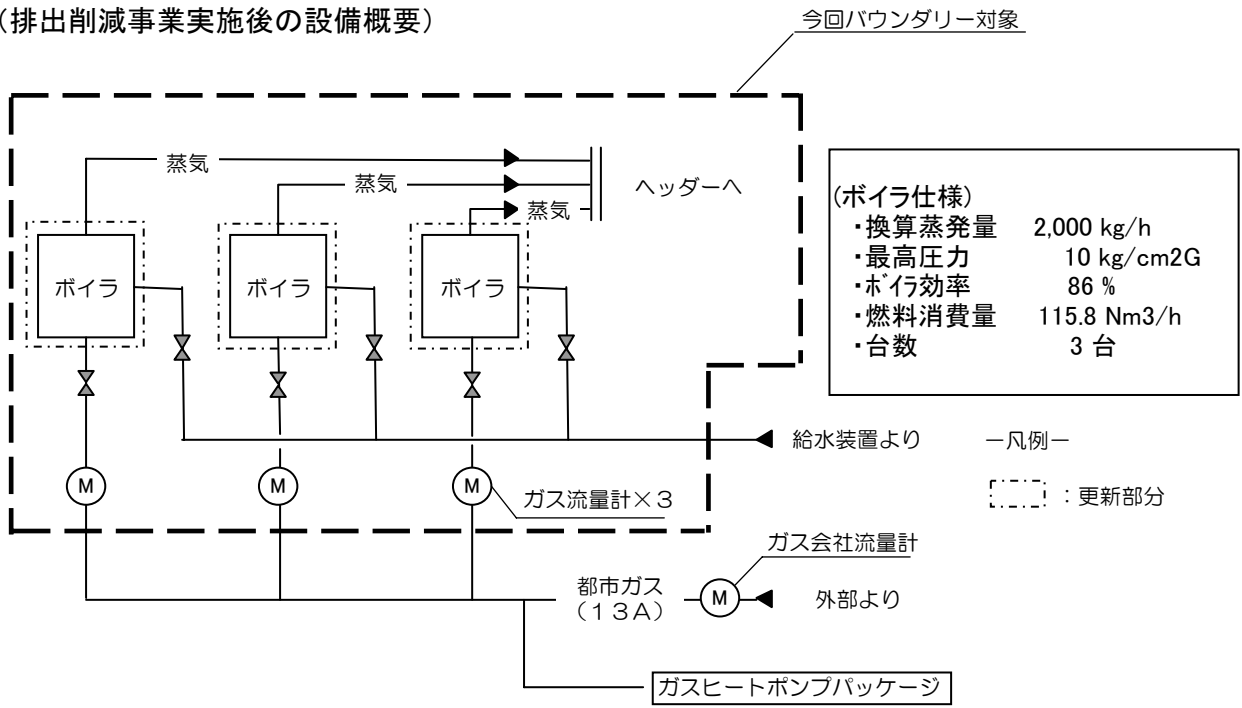 （排出削減事業実施後の設備概要）
今回バウンダリー対象
蒸気
蒸気
蒸気
ヘッダーへ
ボイラ
ボイラ
ボイラ
(ボイラ仕様)
・換算蒸発量 2,000 kg/h
・最高圧力 10 kg/cm2G
・ﾎﾞｲﾗ効率 86 %
・燃料消費量 115.8 Nm3/h
・台数 3 台
給水装置より
－凡例－
：更新部分
M
M
M
ガス流量計×３
ガス会社流量計
都市ガス
（１３Ａ）
M
外部より
ガスヒートポンプパッケージ